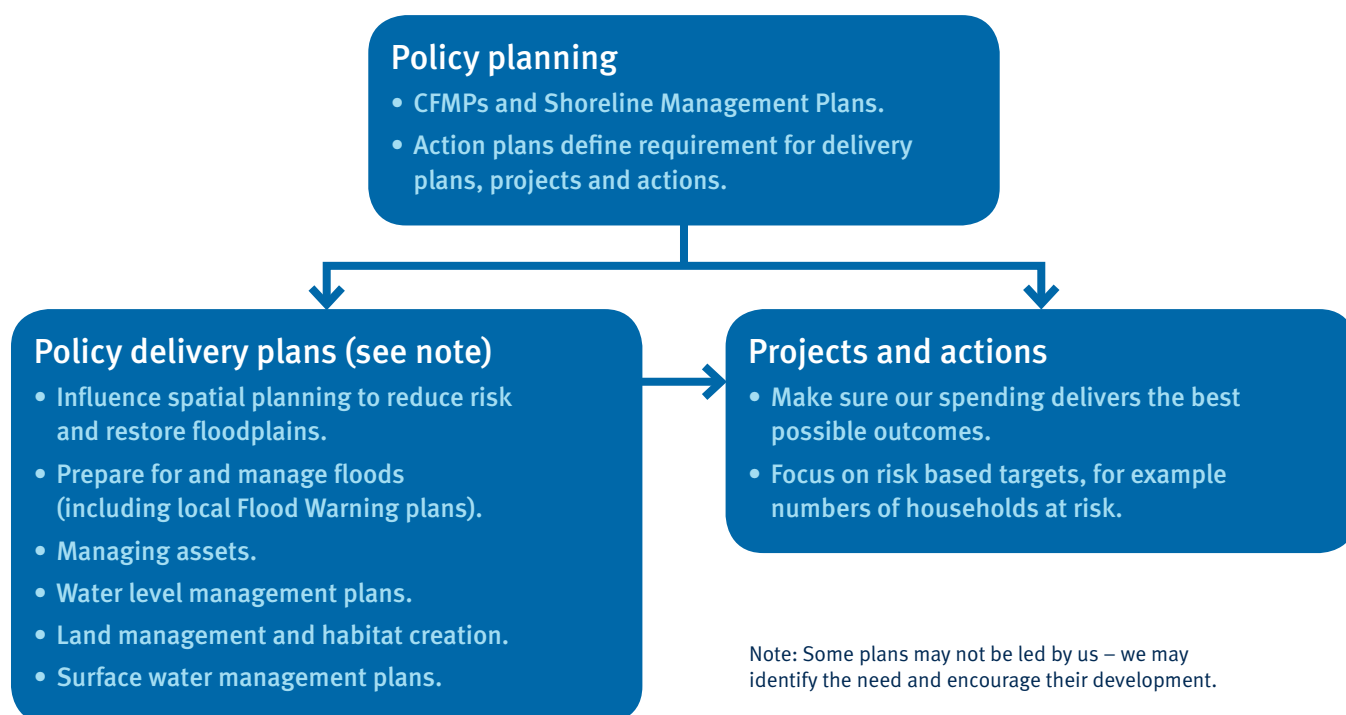 Policy planning
• CFMPs and Shoreline Management Plans.
• Action plans define requirement for delivery
plans, projects and actions.
Policy delivery plans (see note)
• Influence spatial planning to reduce risk
and restore floodplains.
• Prepare for and manage floods
(including local Flood Warning plans).
• Managing assets.
• Water level management plans.
• Land management and habitat creation.
• Surface water management plans.
Projects and actions
• Make sure our spending delivers the best
possible outcomes.
• Focus on risk based targets, for example
numbers of households at risk.
Note: Some plans may not be led by us – we may
identify the need and encourage their development.